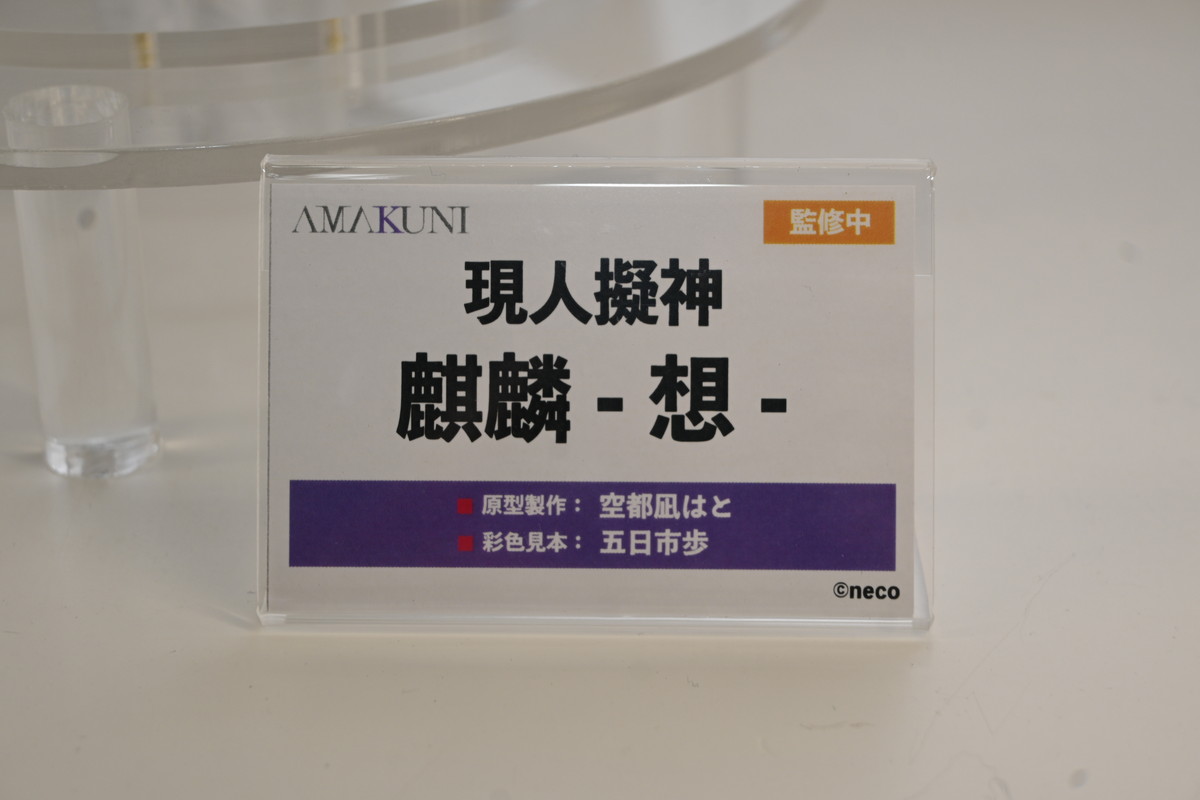 AMAKUNI
監修中
現人擬神
麒麟 - 想 -
■ 原型製作： 空都凪はと
■ 彩色見本： 五日市歩
©neco